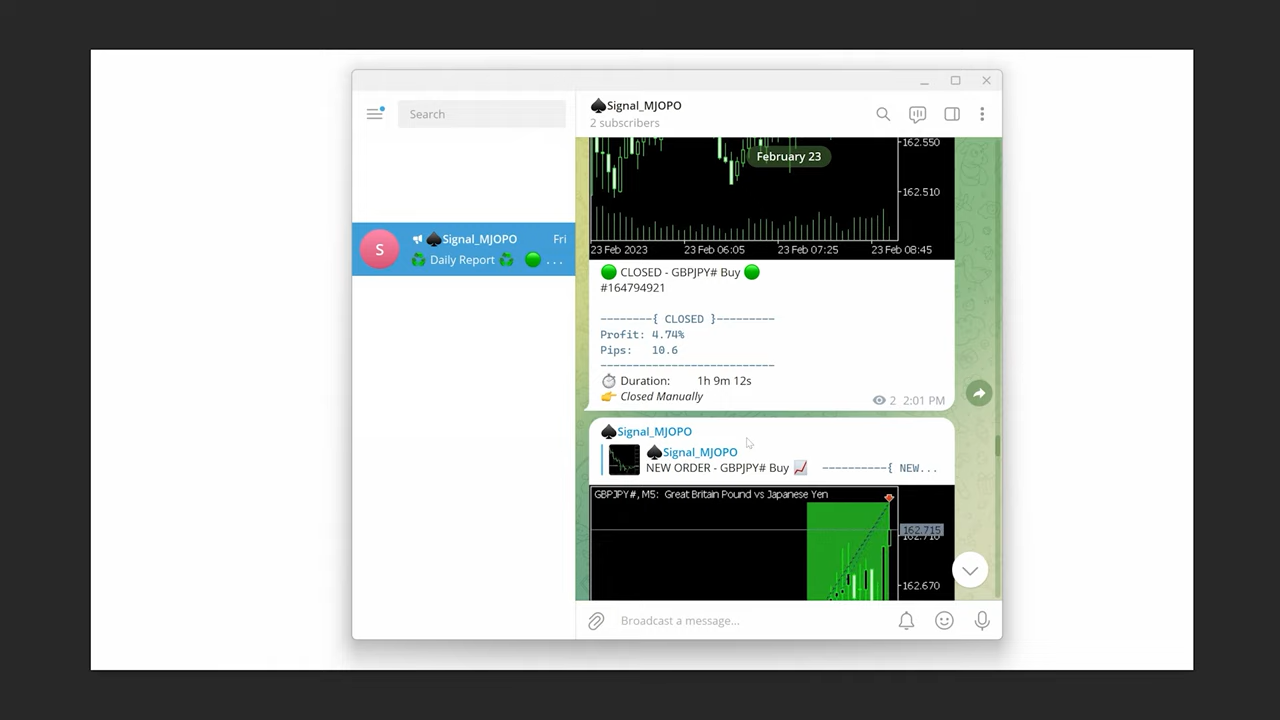 Search
♠Signal_MJOPO
2 subscribers
S
♠Signal_MJOPO
Fri
♻ Daily Report ♻ 🟢 ...
162.550
February 23
162.510
23 Feb 2023
23 Feb 06:05
23 Feb 07:25
23 Feb 08:45
🟢 CLOSED - GBPJPY# Buy 🟢
#164794921
--------{ CLOSED }---------
Profit: 4.74%
Pips: 10.6
---------------------------
⏱ Duration: 1h 9m 12s
👉 Closed Manually
2 2:01 PM
♠Signal_MJOPO
♠Signal_MJOPO
NEW ORDER - GBPJPY# Buy 📈 ----------{ NEW...
GBPJPY#, M5: Great Britain Pound vs Japanese Yen
162.715
162.710
162.670
Broadcast a message...